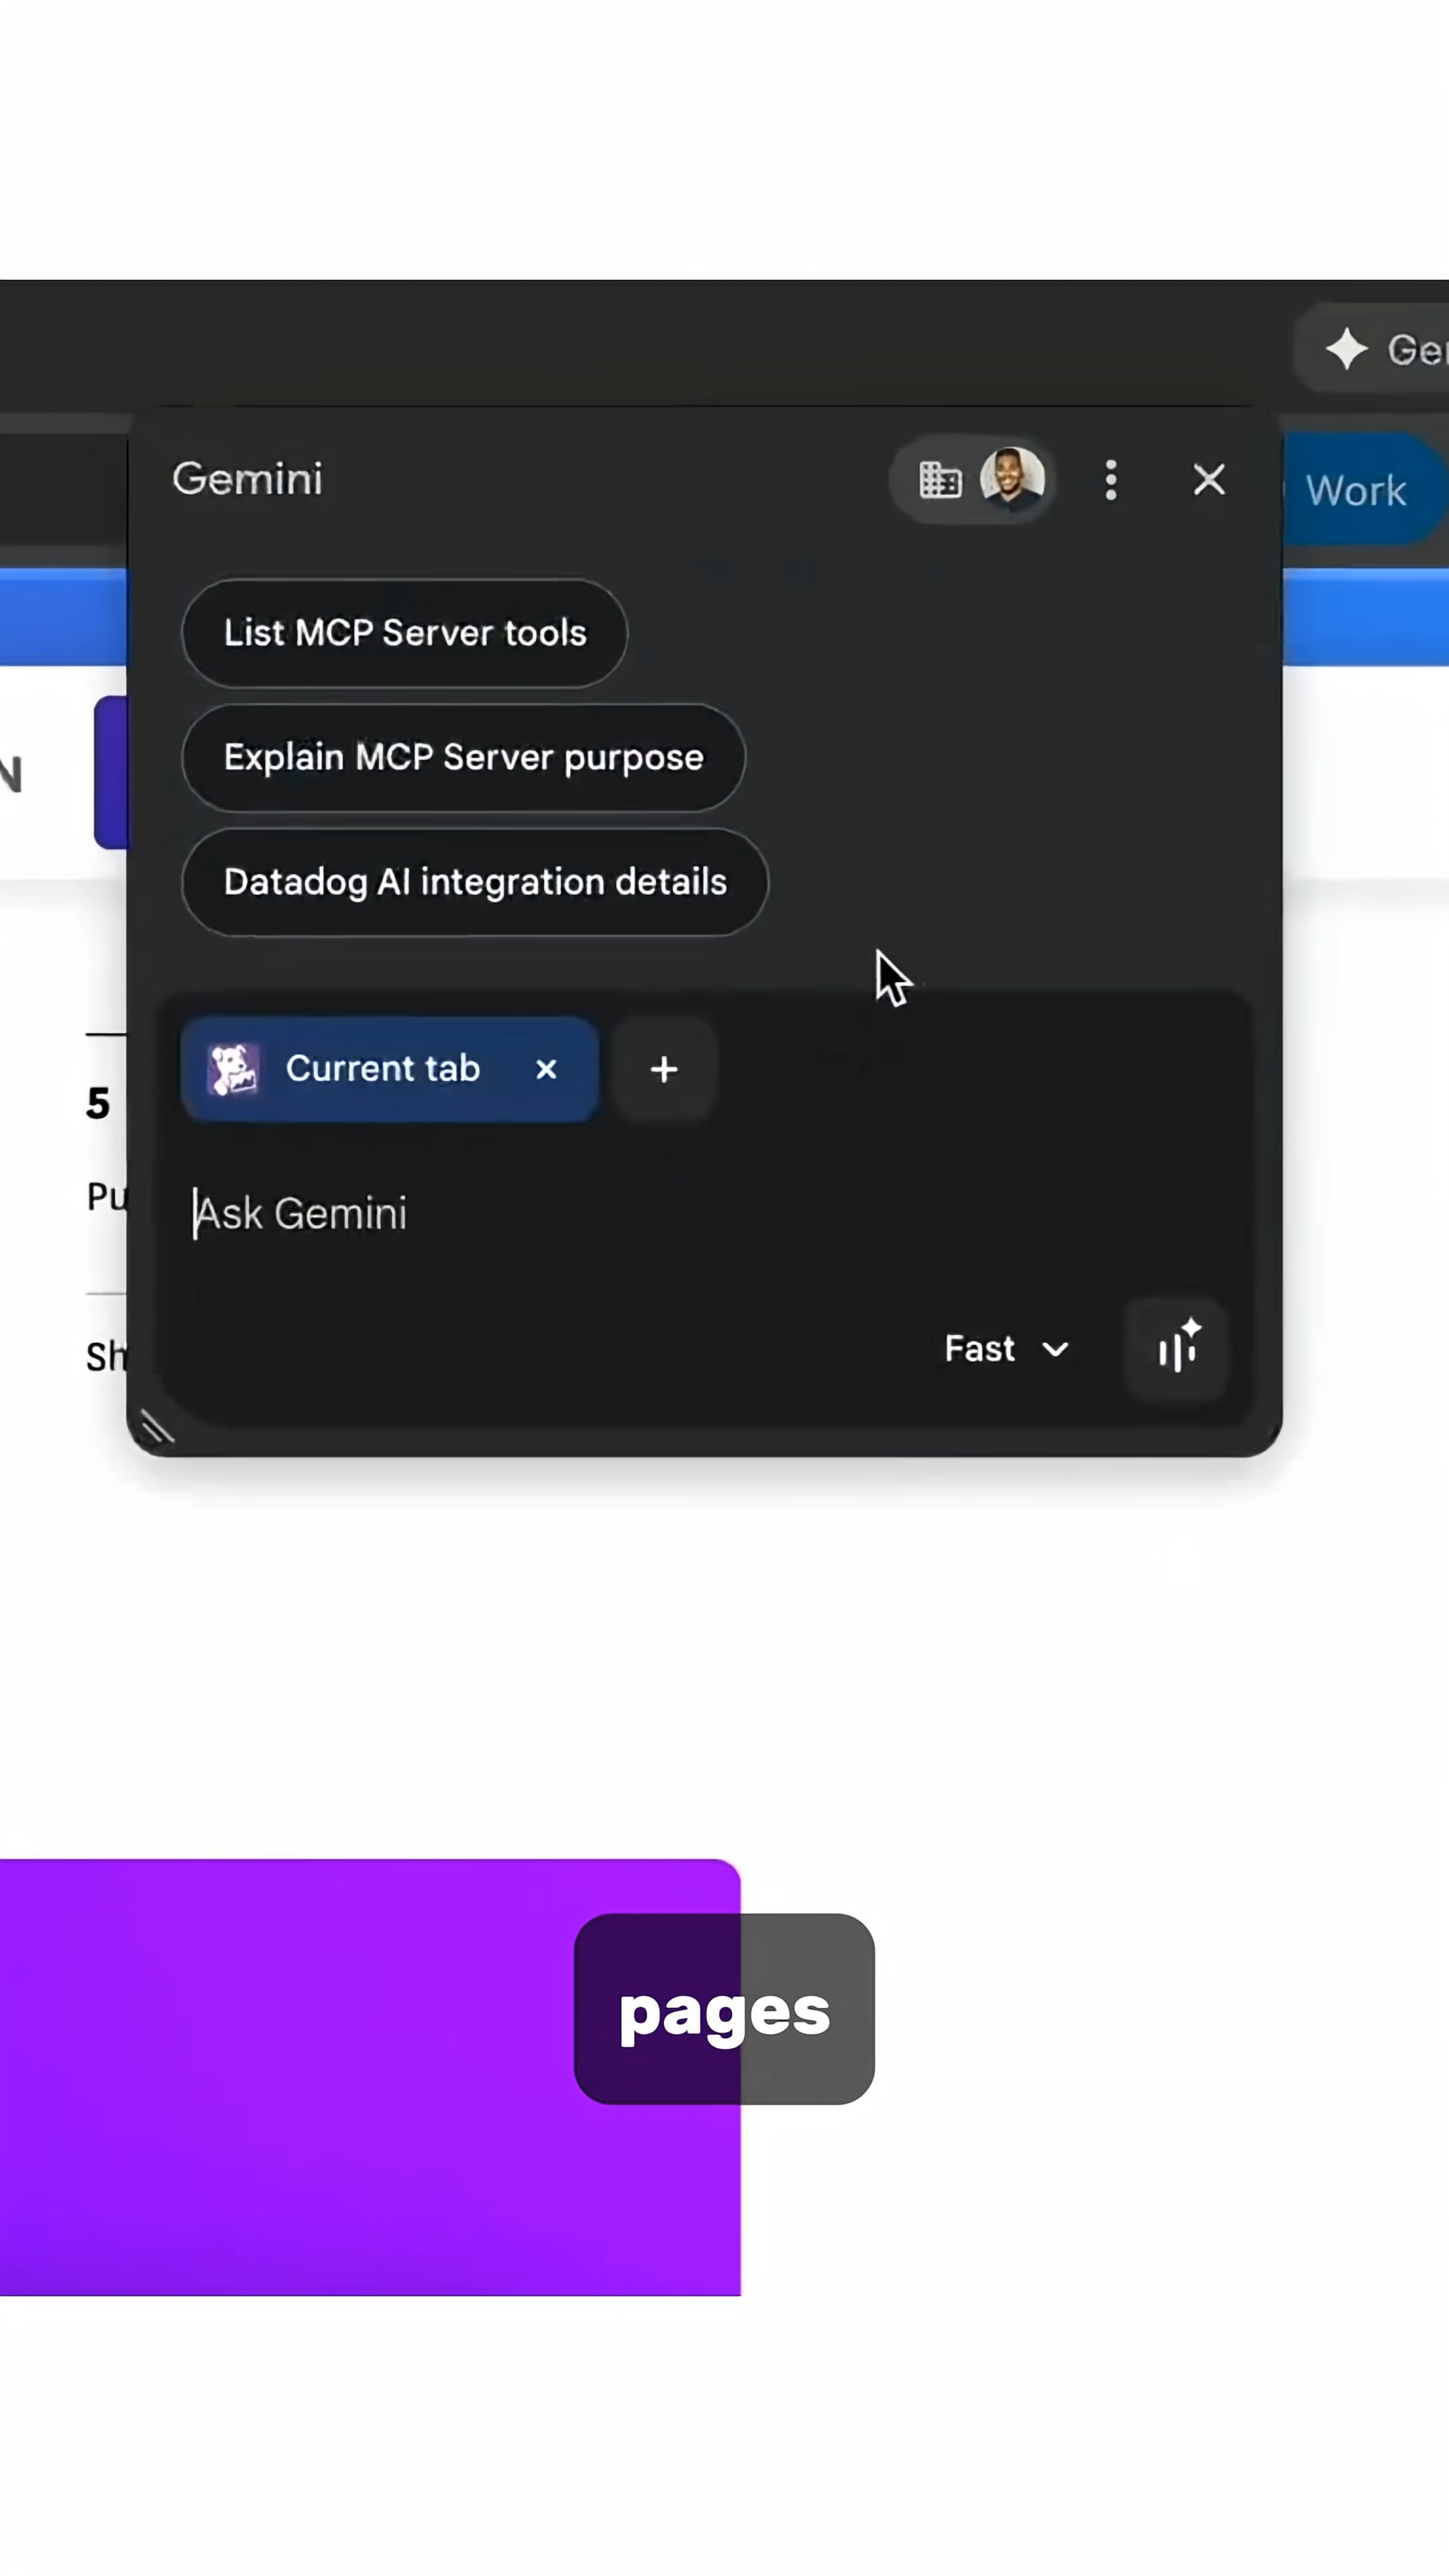 Gemini
Work
List MCP Server tools
Explain MCP Server purpose
N
Datadog AI integration details
Current tab
5
Ask Gemini
Fast
pages